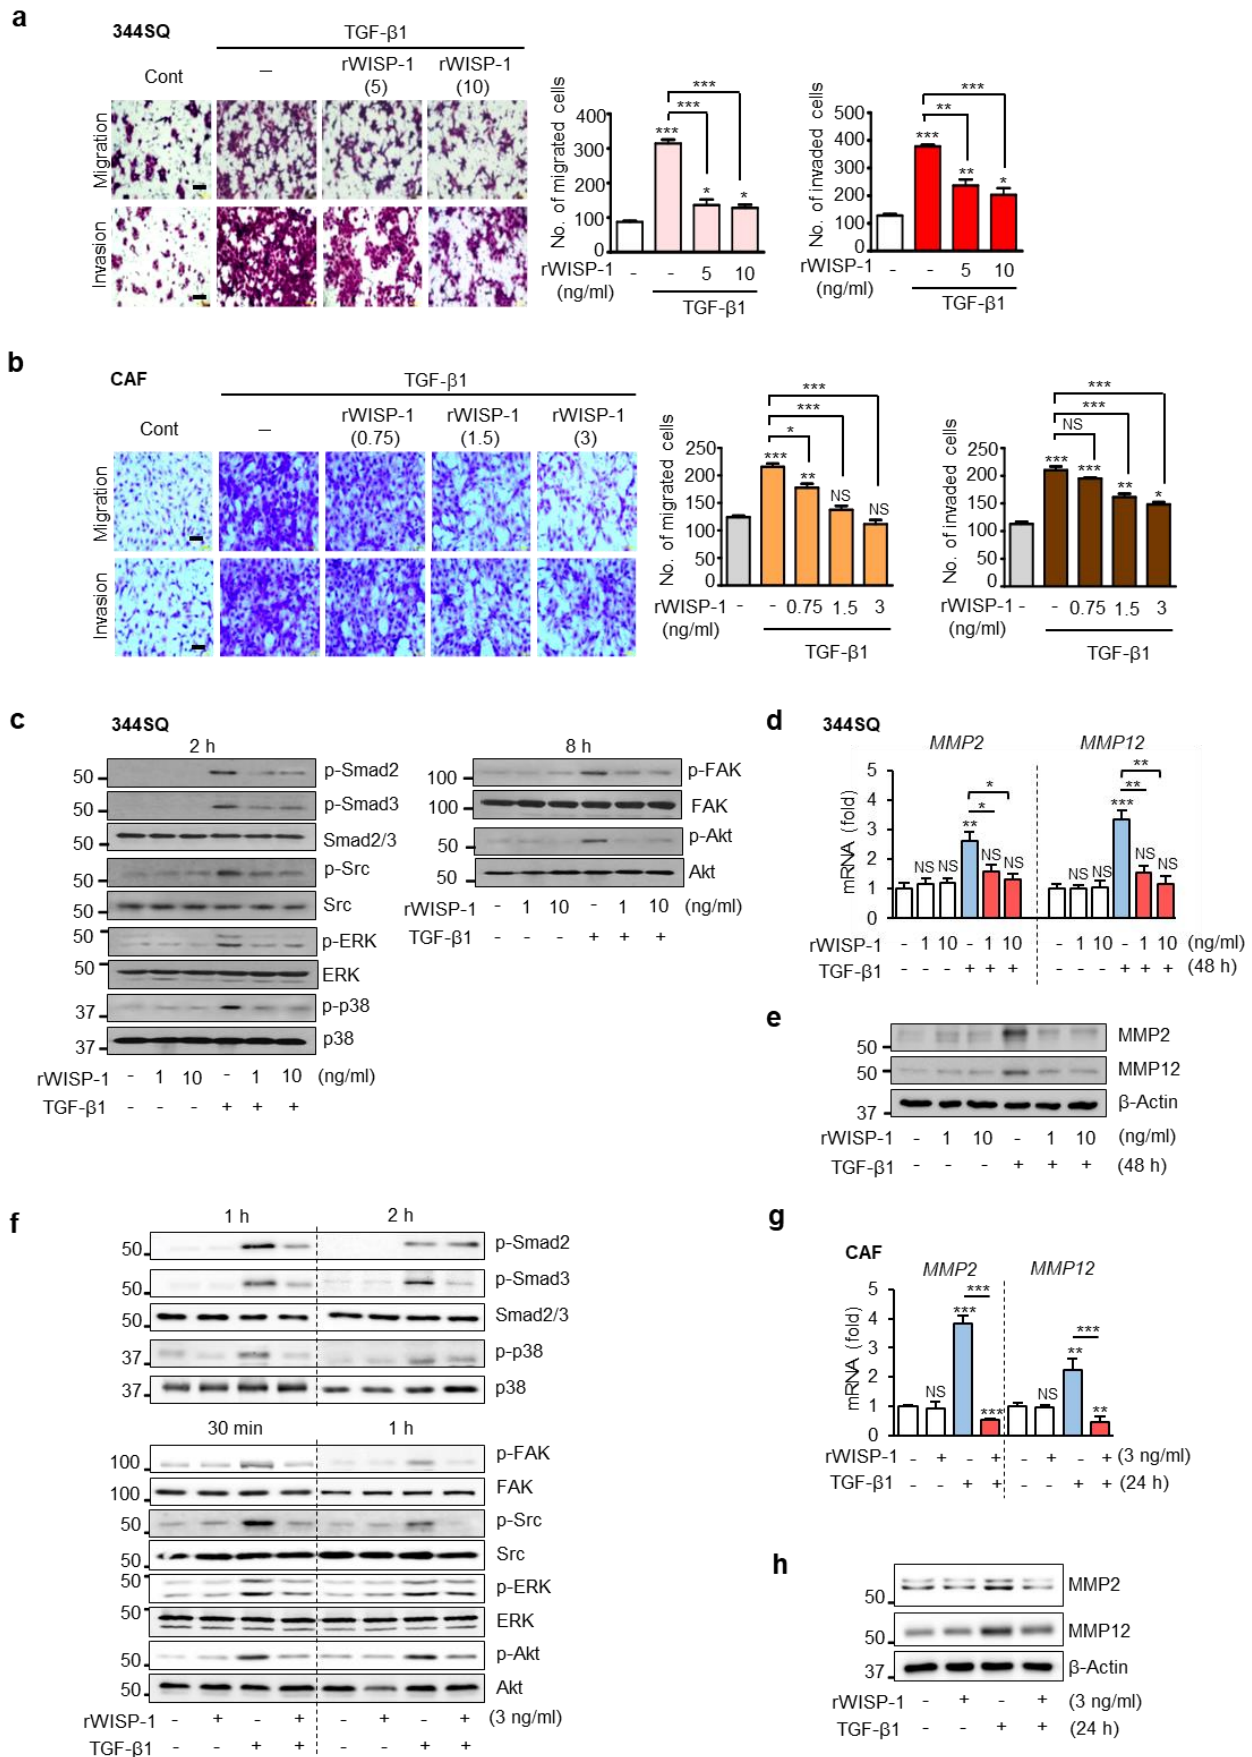 a
344SQ
TGF-β1
Cont
–
rWISP-1
(5)
rWISP-1
(10)
Migration
Invasion
No. of migrated cells
400
300
200
100
0
***
*
*
***
***
rWISP-1
(ng/ml)
- - 5 10
TGF-β1
No. of invaded cells
500
400
300
200
100
0
***
**
*
**
***
rWISP-1
(ng/ml)
- - 5 10
TGF-β1
b
CAF
TGF-β1
Cont
–
rWISP-1
(0.75)
rWISP-1
(1.5)
rWISP-1
(3)
Migration
Invasion
No. of migrated cells
250
200
150
100
50
0
***
**
NS
NS
*
***
***
rWISP-1
(ng/ml)
- - 0.75 1.5 3
TGF-β1
No. of invaded cells
250
200
150
100
50
0
***
***
**
*
NS
***
***
rWISP-1
(ng/ml)
- - 0.75 1.5 3
TGF-β1
c
344SQ
2 h
50 p-Smad2
50 p-Smad3
50 Smad2/3
50 p-Src
50 Src
50 p-ERK
50 ERK
37 p-p38
37 p38
rWISP-1 - 1 10 - 1 10 (ng/ml)
TGF-β1 - - - + + +
8 h
100 p-FAK
100 FAK
50 p-Akt
50 Akt
rWISP-1 - 1 10 - 1 10 (ng/ml)
TGF-β1 - - - + + +
d
344SQ
MMP2 MMP12
mRNA (fold)
5
4
3
2
1
0
NS NS ** NS NS * *
NS NS *** NS NS ** **
rWISP-1 - 1 10 - 1 10 - 1 10 - 1 10 (ng/ml)
TGF-β1 - - - + + + - - - + + + (48 h)
e
50 MMP2
50 MMP12
37 β-Actin
rWISP-1 - 1 10 - 1 10 (ng/ml)
TGF-β1 - - - + + + (48 h)
f
1 h 2 h
50 p-Smad2
50 p-Smad3
50 Smad2/3
37 p-p38
37 p38
30 min 1 h
100 p-FAK
100 FAK
50 p-Src
50 Src
50 p-ERK
50 ERK
50 p-Akt
50 Akt
rWISP-1 - + - + - + - + (3 ng/ml)
TGF-β1 - - + + - - + +
g
CAF
MMP2 MMP12
mRNA (fold)
5
4
3
2
1
0
NS *** *** ***
NS ** ** ***
rWISP-1 - + - + - + - + (3 ng/ml)
TGF-β1 - - + + - - + + (24 h)
h
50 MMP2
50 MMP12
37 β-Actin
rWISP-1 - + - + (3 ng/ml)
TGF-β1 - - + + (24 h)